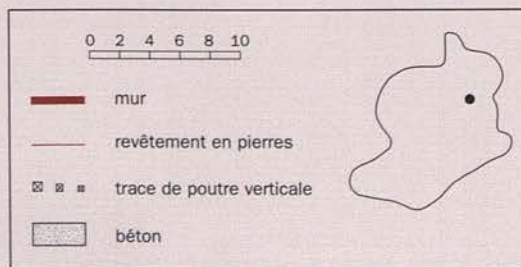 0 2 4 6 8 10
mur
revêtement en pierres
trace de poutre verticale
béton